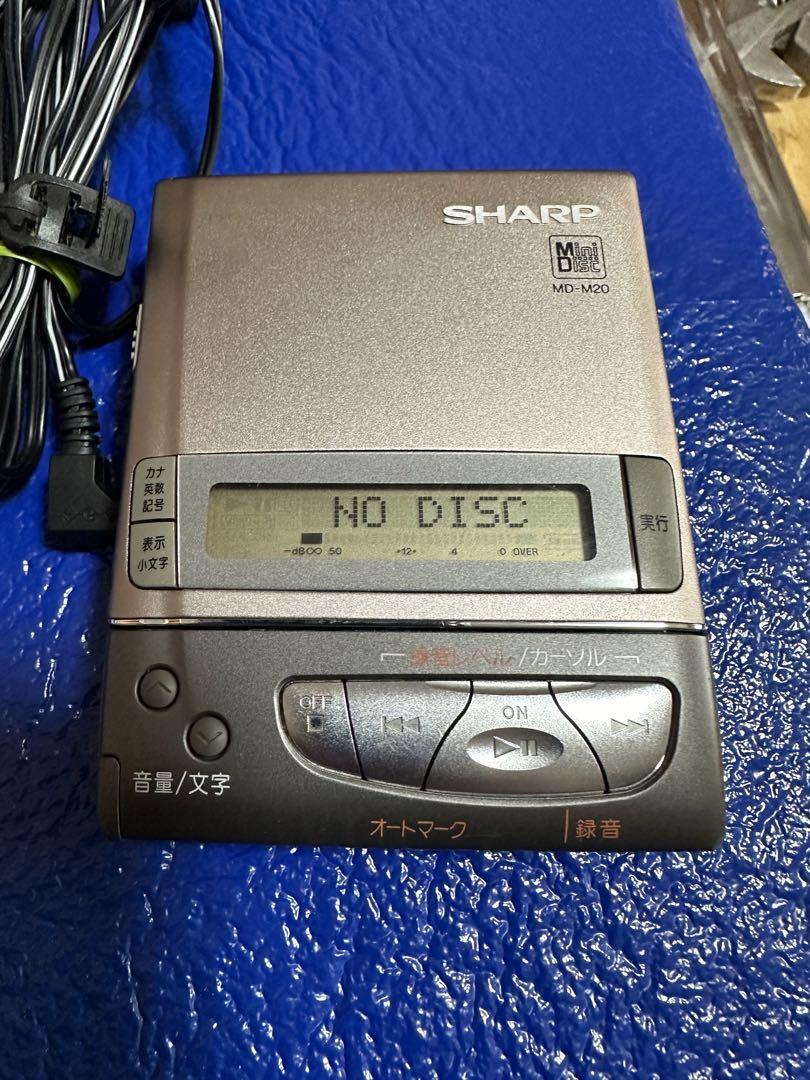 SHARP
Mini
Disc
MD-M20
カナ
英数
記号
表示
小文字
NO DISC
-dB∞ 50 -12- 4 0 OVER
実行
録音レベル/カーソル
OFF
ON
音量/文字
オートマーク
録音